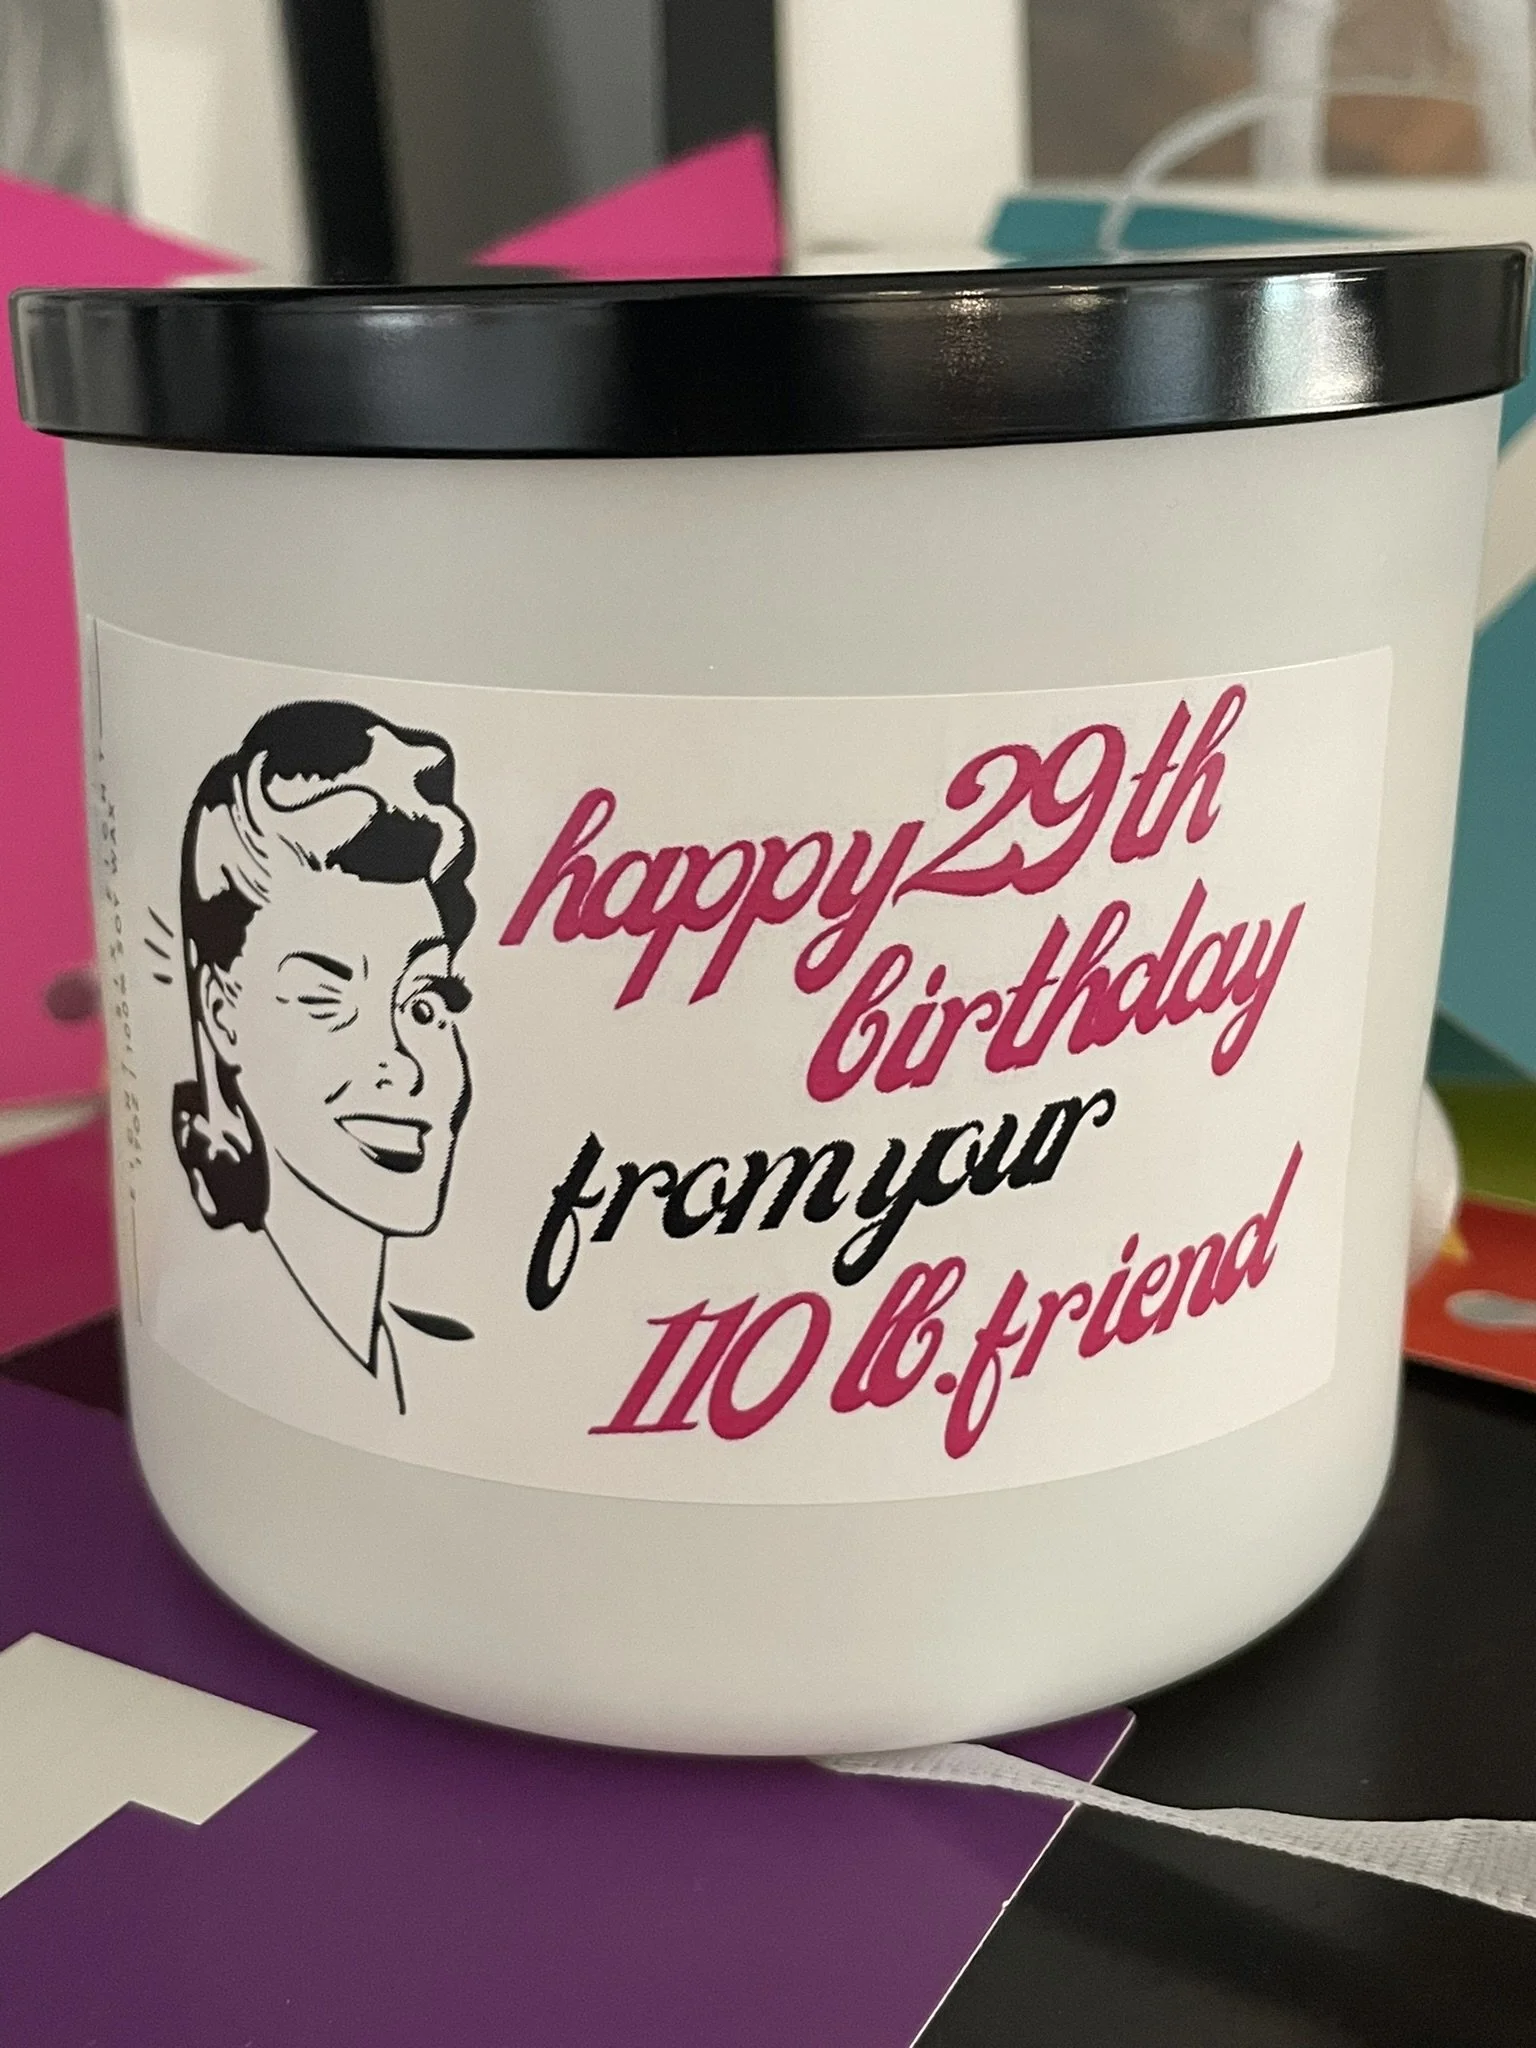 happy 29th
birthday
from your
110 lb. friend